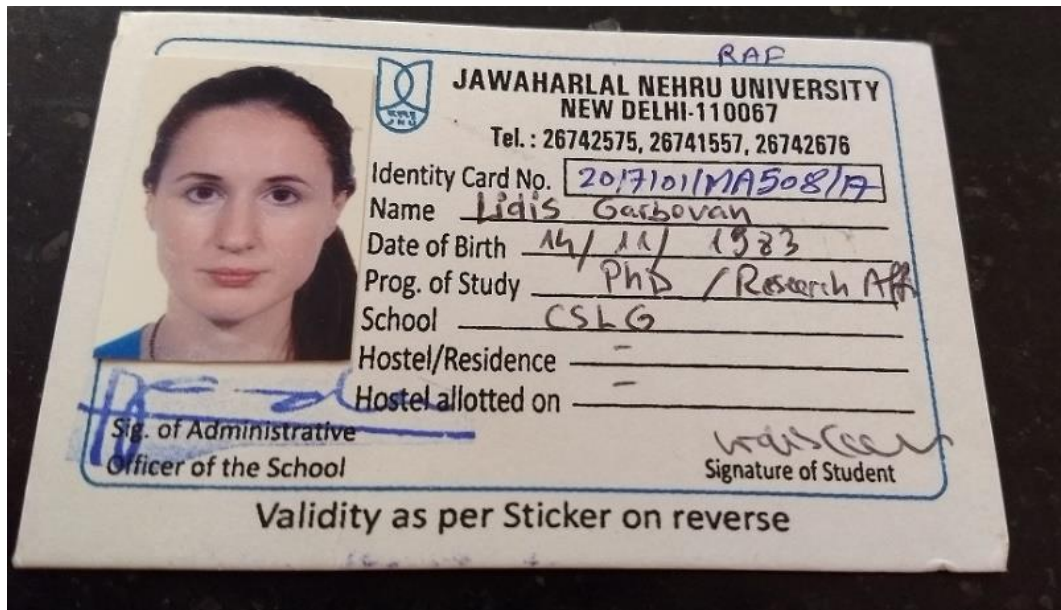 RAF
JAWAHARLAL NEHRU UNIVERSITY
NEW DELHI-110067
Tel. : 26742575, 26741557, 26742676
Identity Card No. 2017101/MA508/17
Name Lidis Garbovan
Date of Birth 14/11/1983
Prog. of Study PhD / Research Aff
School CSLG
Hostel/Residence -
Hostel allotted on -
Sig. of Administrative
Officer of the School
Signature of Student
Validity as per Sticker on reverse